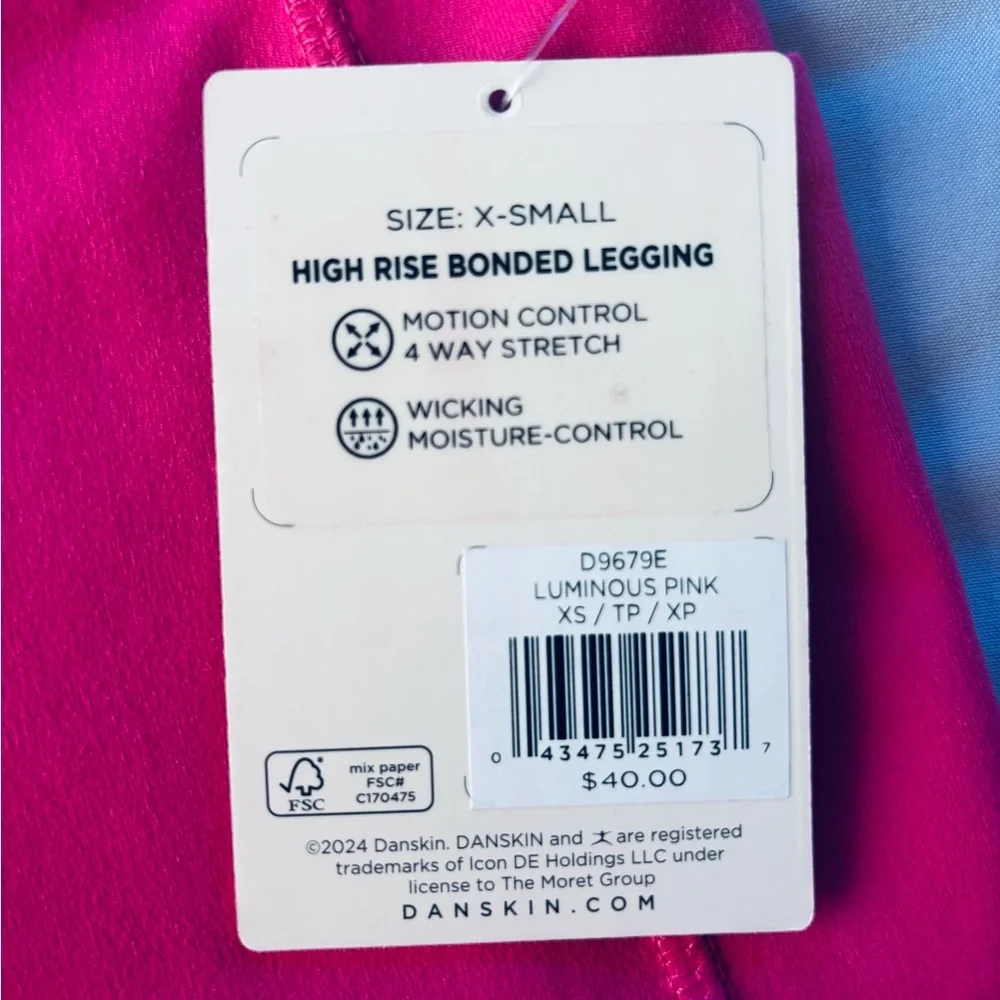 SIZE: X-SMALL
HIGH RISE BONDED LEGGING
MOTION CONTROL
4 WAY STRETCH
WICKING
MOISTURE-CONTROL
D9679E
LUMINOUS PINK
XS / TP / XP
0 43475 25173 7
$40.00
mix paper
FSC#
C170475
FSC
©2024 Danskin. DANSKIN and are registered
trademarks of Icon DE Holdings LLC under
license to The Moret Group
DANSKIN.COM